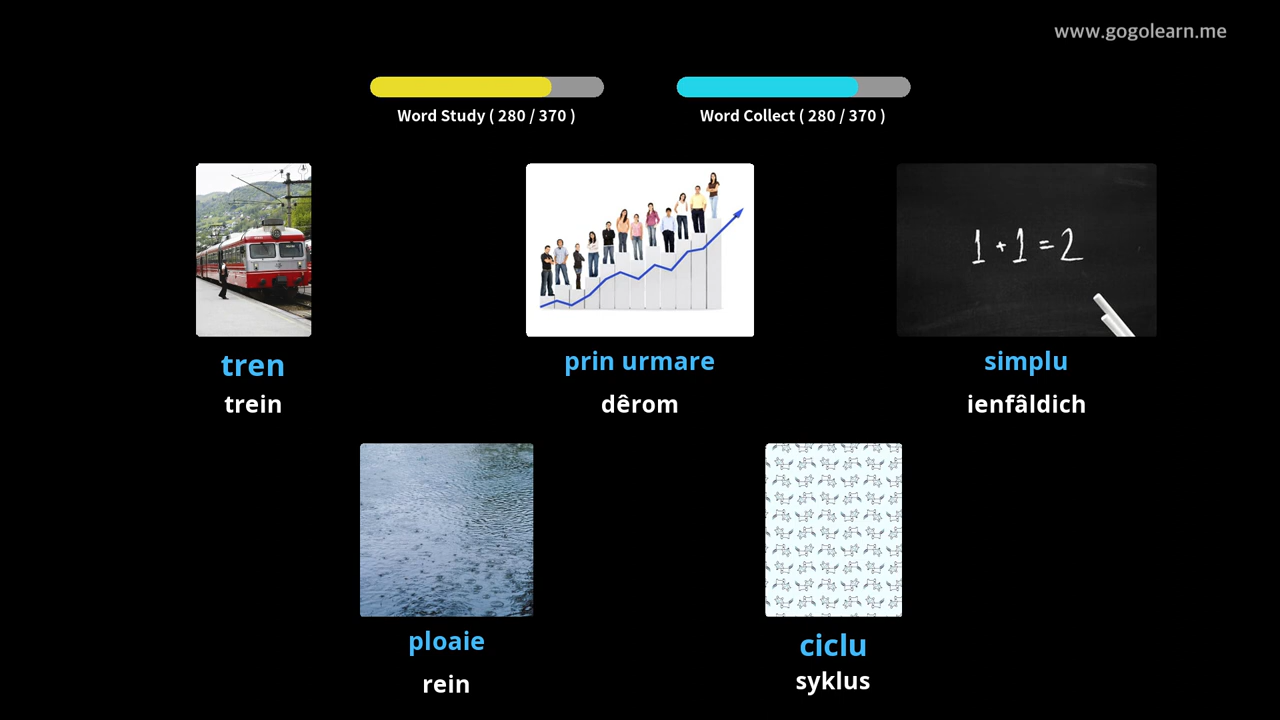 www.gogolearn.me
Word Study ( 280 / 370 )
Word Collect ( 280 / 370 )
1 + 1 = 2
tren
prin urmare
simplu
trein
dêrom
ienfâldich
ploaie
ciclu
rein
syklus